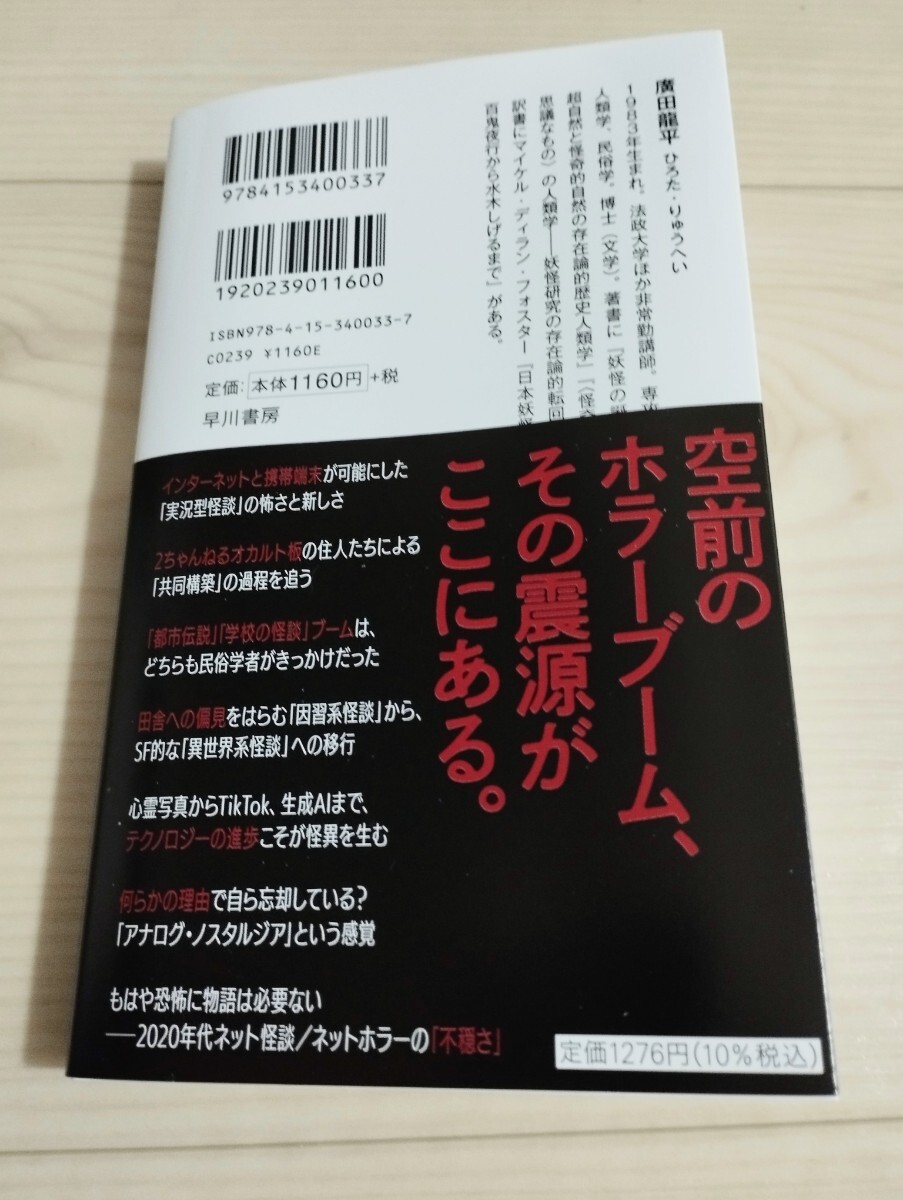 廣田龍平 ひろた・りゅうへい
1983年生まれ。法政大学ほか非常勤講師。専攻
人類学、民俗学。博士(文学)。著書に『妖怪の誕
超自然と怪奇的自然の存在論的歴史人類学』『〈怪奇
思議なもの〉の人類学――妖怪研究の存在論的転回
訳書にマイケル・ディラン・フォスター『日本妖怪
百鬼夜行から水木しげるまで』がある。
9784153400337
1920239011600
ISBN978-4-15-340033-7
C0239 ¥1160E
定価:本体1160円+税
早川書房
空前の
ホラーブーム、
その震源が
ここにある。
インターネットと携帯端末が可能にした
「実況型怪談」の怖さと新しさ
2ちゃんねるオカルト板の住人たちによる
「共同構築」の過程を追う
「都市伝説」「学校の怪談」ブームは、
どちらも民俗学者がきっかけだった
田舎への偏見をはらむ「因習系怪談」から、
SF的な「異世界系怪談」への移行
心霊写真からTikTok、生成AIまで、
テクノロジーの進歩こそが怪異を生む
何らかの理由で自ら忘却している?
「アナログ・ノスタルジア」という感覚
もはや恐怖に物語は必要ない
――2020年代ネット怪談/ネットホラーの「不穏さ」
定価1276円(10%税込)